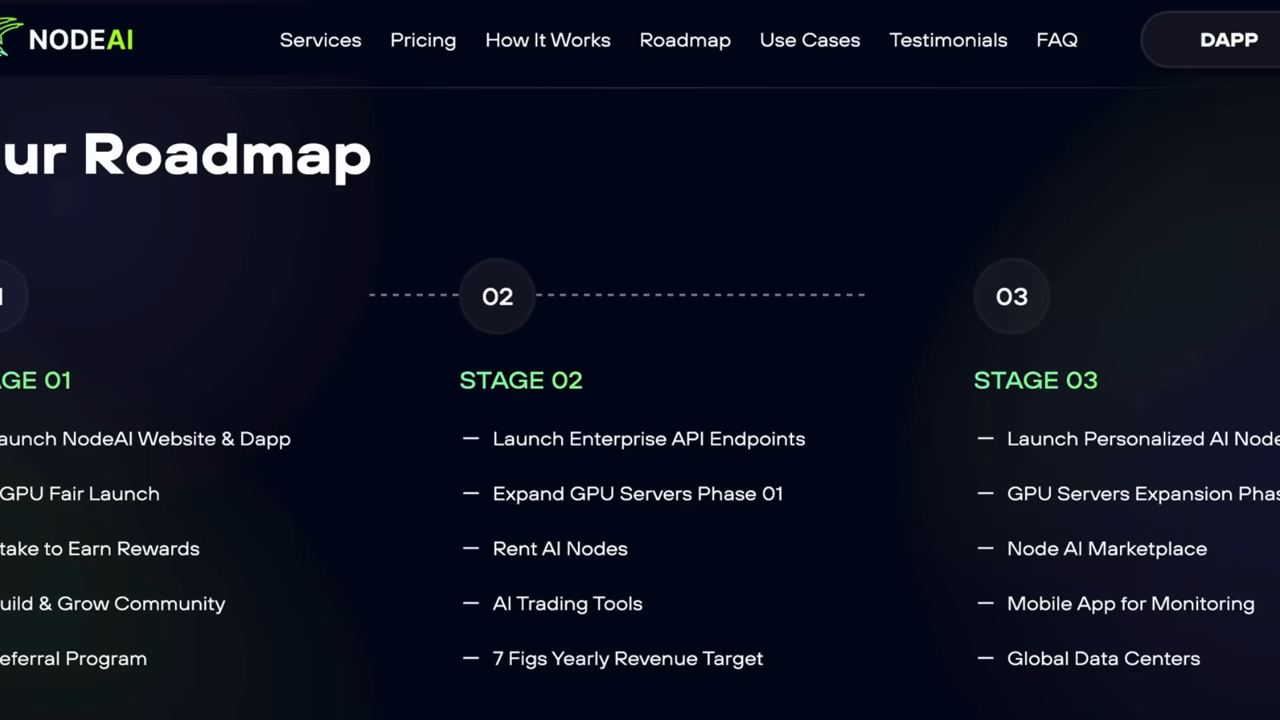 NODEAI Services Pricing How It Works Roadmap Use Cases Testimonials FAQ DAPP
ur Roadmap
02 03
AGE 01
aunch NodeAI Website & Dapp
GPU Fair Launch
take to Earn Rewards
uild & Grow Community
eferral Program
STAGE 02
— Launch Enterprise API Endpoints
— Expand GPU Servers Phase 01
— Rent AI Nodes
— AI Trading Tools
— 7 Figs Yearly Revenue Target
STAGE 03
— Launch Personalized AI Node
— GPU Servers Expansion Phas
— Node AI Marketplace
— Mobile App for Monitoring
— Global Data Centers